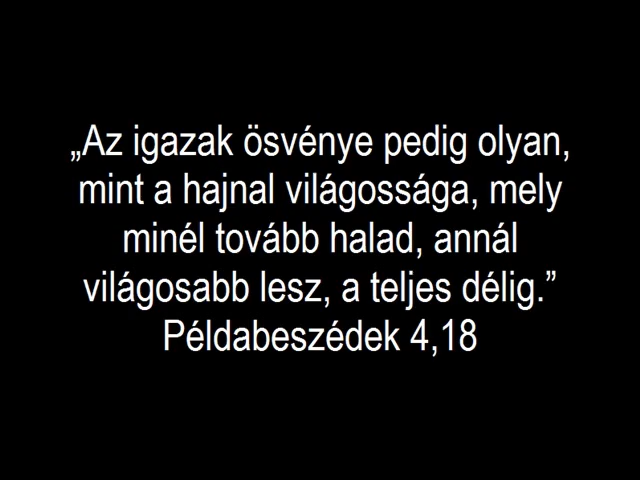 „Az igazak ösvénye pedig olyan,
mint a hajnal világossága, mely
minél tovább halad, annál
világosabb lesz, a teljes délig.”
Példabeszédek 4,18